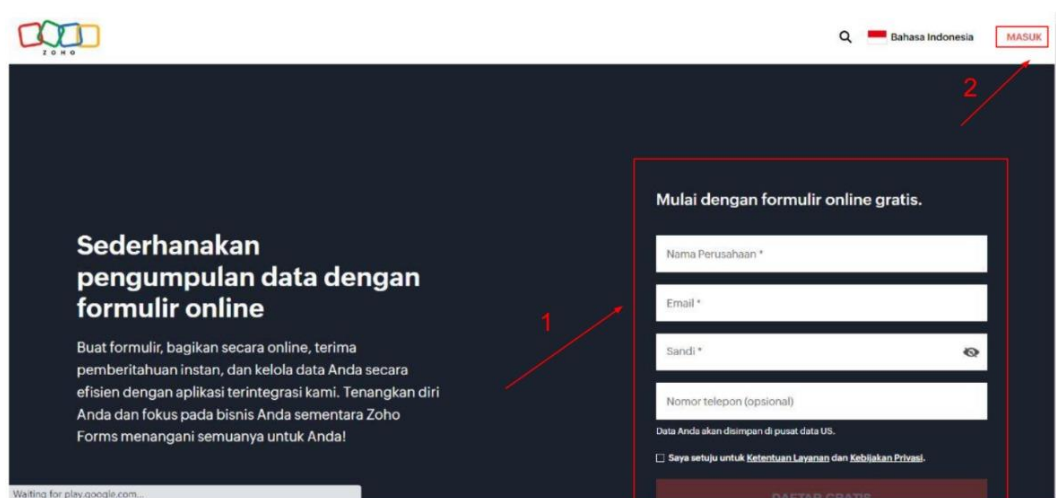 ZOHO
Bahasa Indonesia
MASUK
2
Mulai dengan formulir online gratis.
Nama Perusahaan *
Sederhanakan
pengumpulan data dengan
formulir online
Email *
1
Sandi *
Buat formulir, bagikan secara online, terima
pemberitahuan instan, dan kelola data Anda secara
efisien dengan aplikasi terintegrasi kami. Tenangkan diri
Anda dan fokus pada bisnis Anda sementara Zoho
Forms menangani semuanya untuk Anda!
Nomor telepon (opsional)
Data Anda akan disimpan di pusat data US.
Saya setuju untuk Ketentuan Layanan dan Kebijakan Privasi.
DAFTAR GRATIS
Waiting for play.google.com...